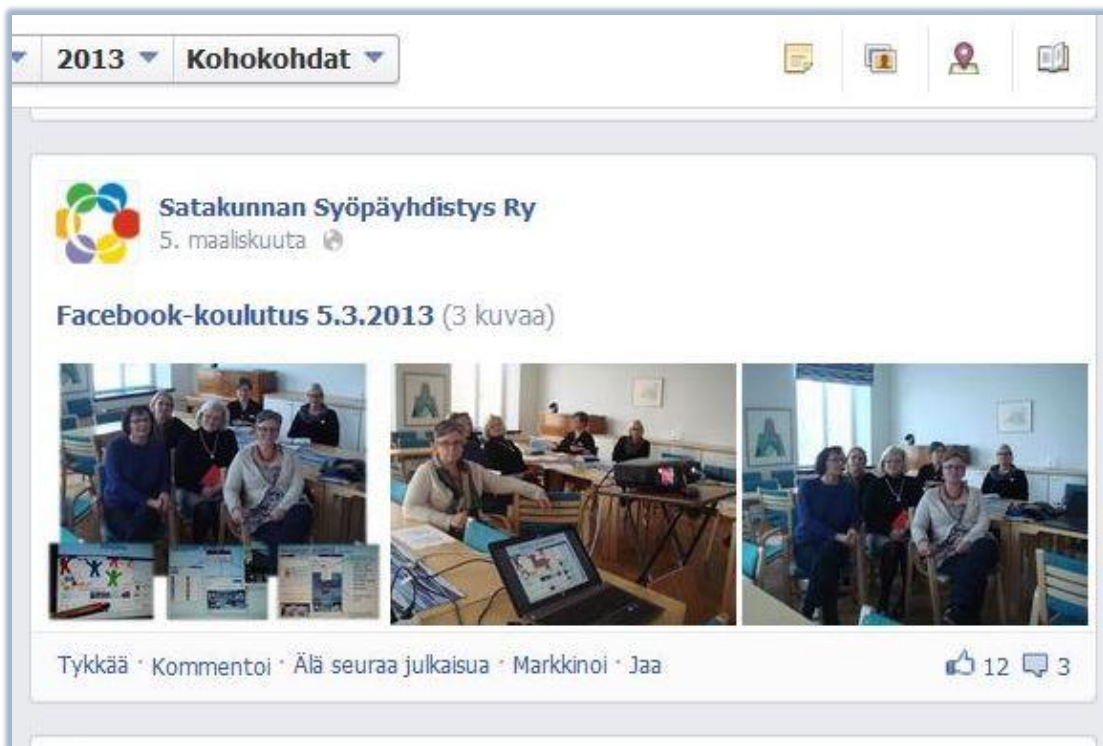 2013 Kohokohdat
Satakunnan Syöpäyhdistys Ry
5. maaliskuuta
Facebook-koulutus 5.3.2013 (3 kuvaa)
Tykkää · Kommentoi · Älä seuraa julkaisua · Markkinoi · Jaa 12 3